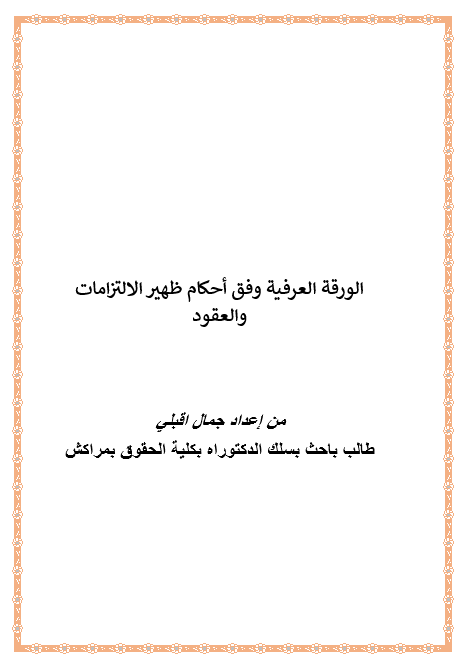 الورقة العرفية وفق أحكام ظهير الالتزامات
والعقود
من إعداد جمال اقبلي
طالب باحث بسلك الدكتوراه بكلية الحقوق بمراكش